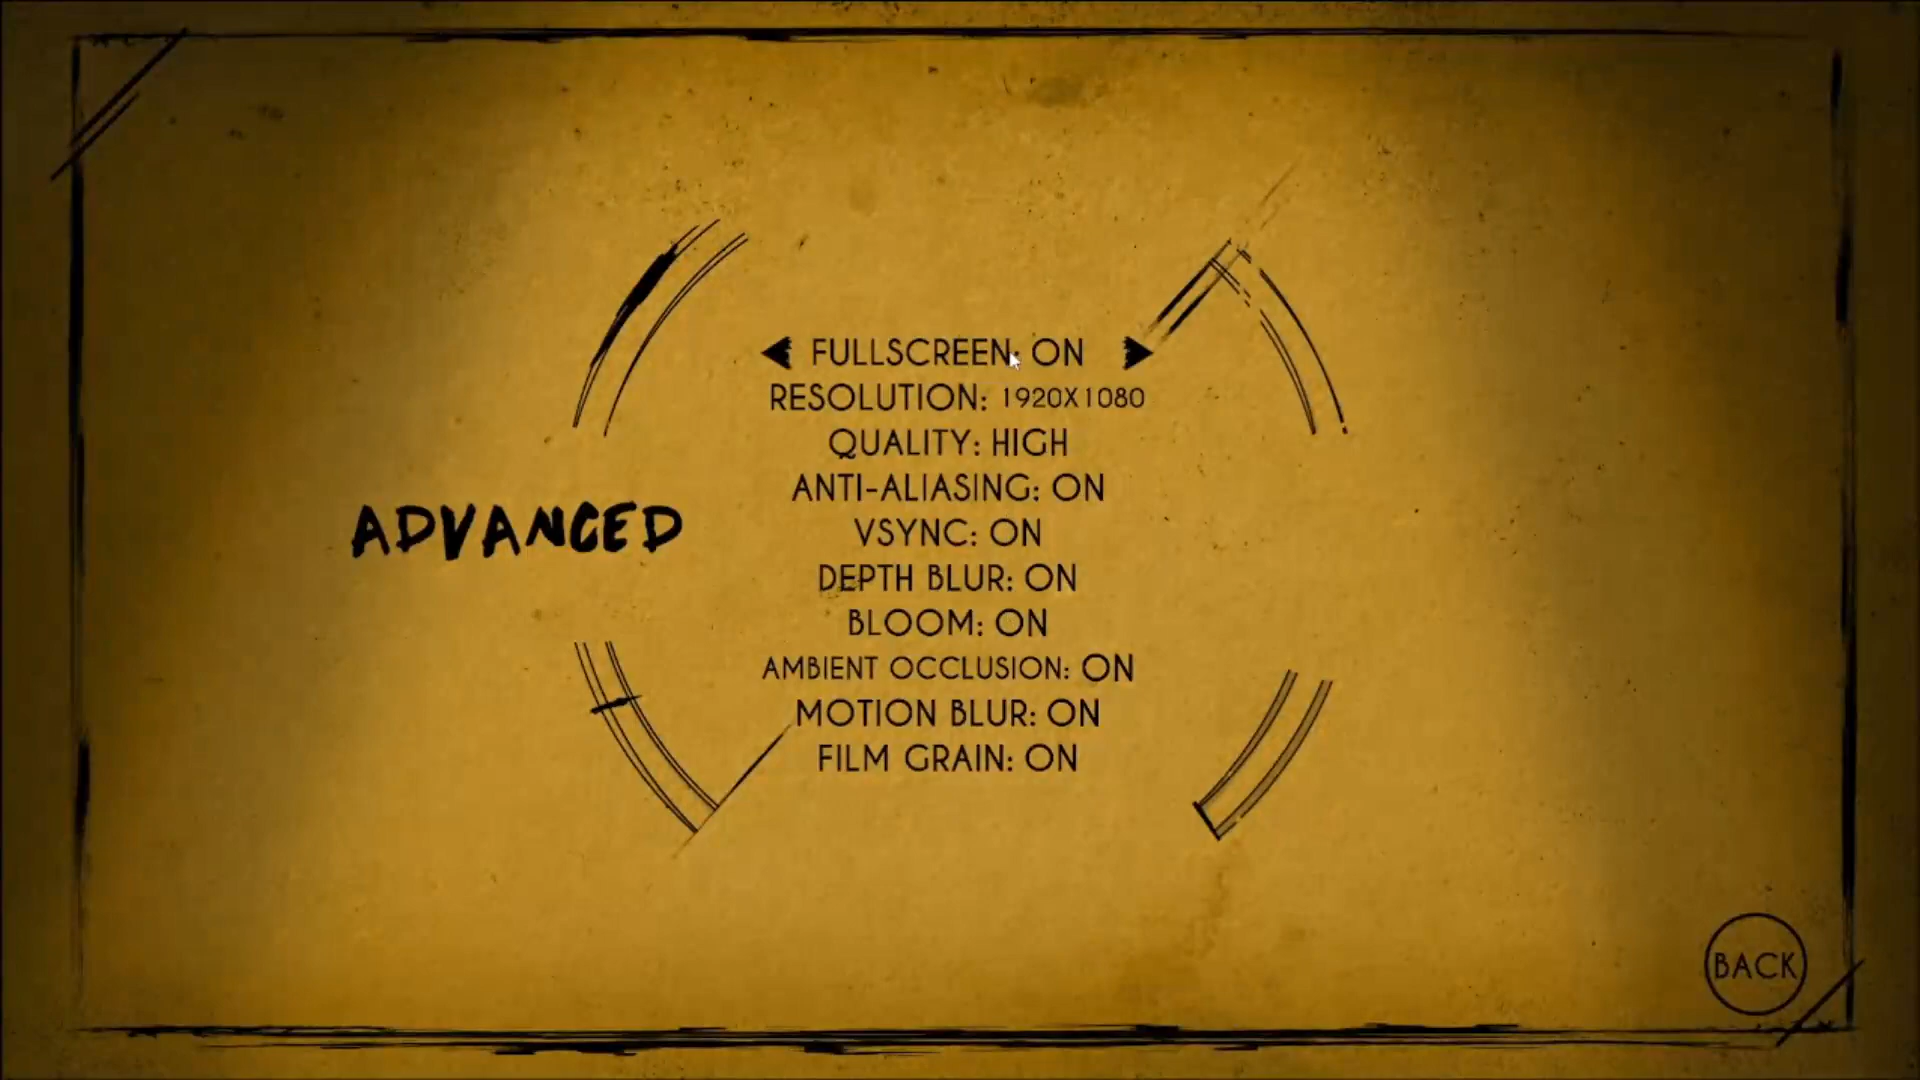 FULLSCREEN: ON
RESOLUTION: 1920X1080
QUALITY: HIGH
ANTI-ALIASING: ON
ADVANCED
VSYNC: ON
DEPTH BLUR: ON
BLOOM: ON
AMBIENT OCCLUSION: ON
MOTION BLUR: ON
FILM GRAIN: ON
BACK